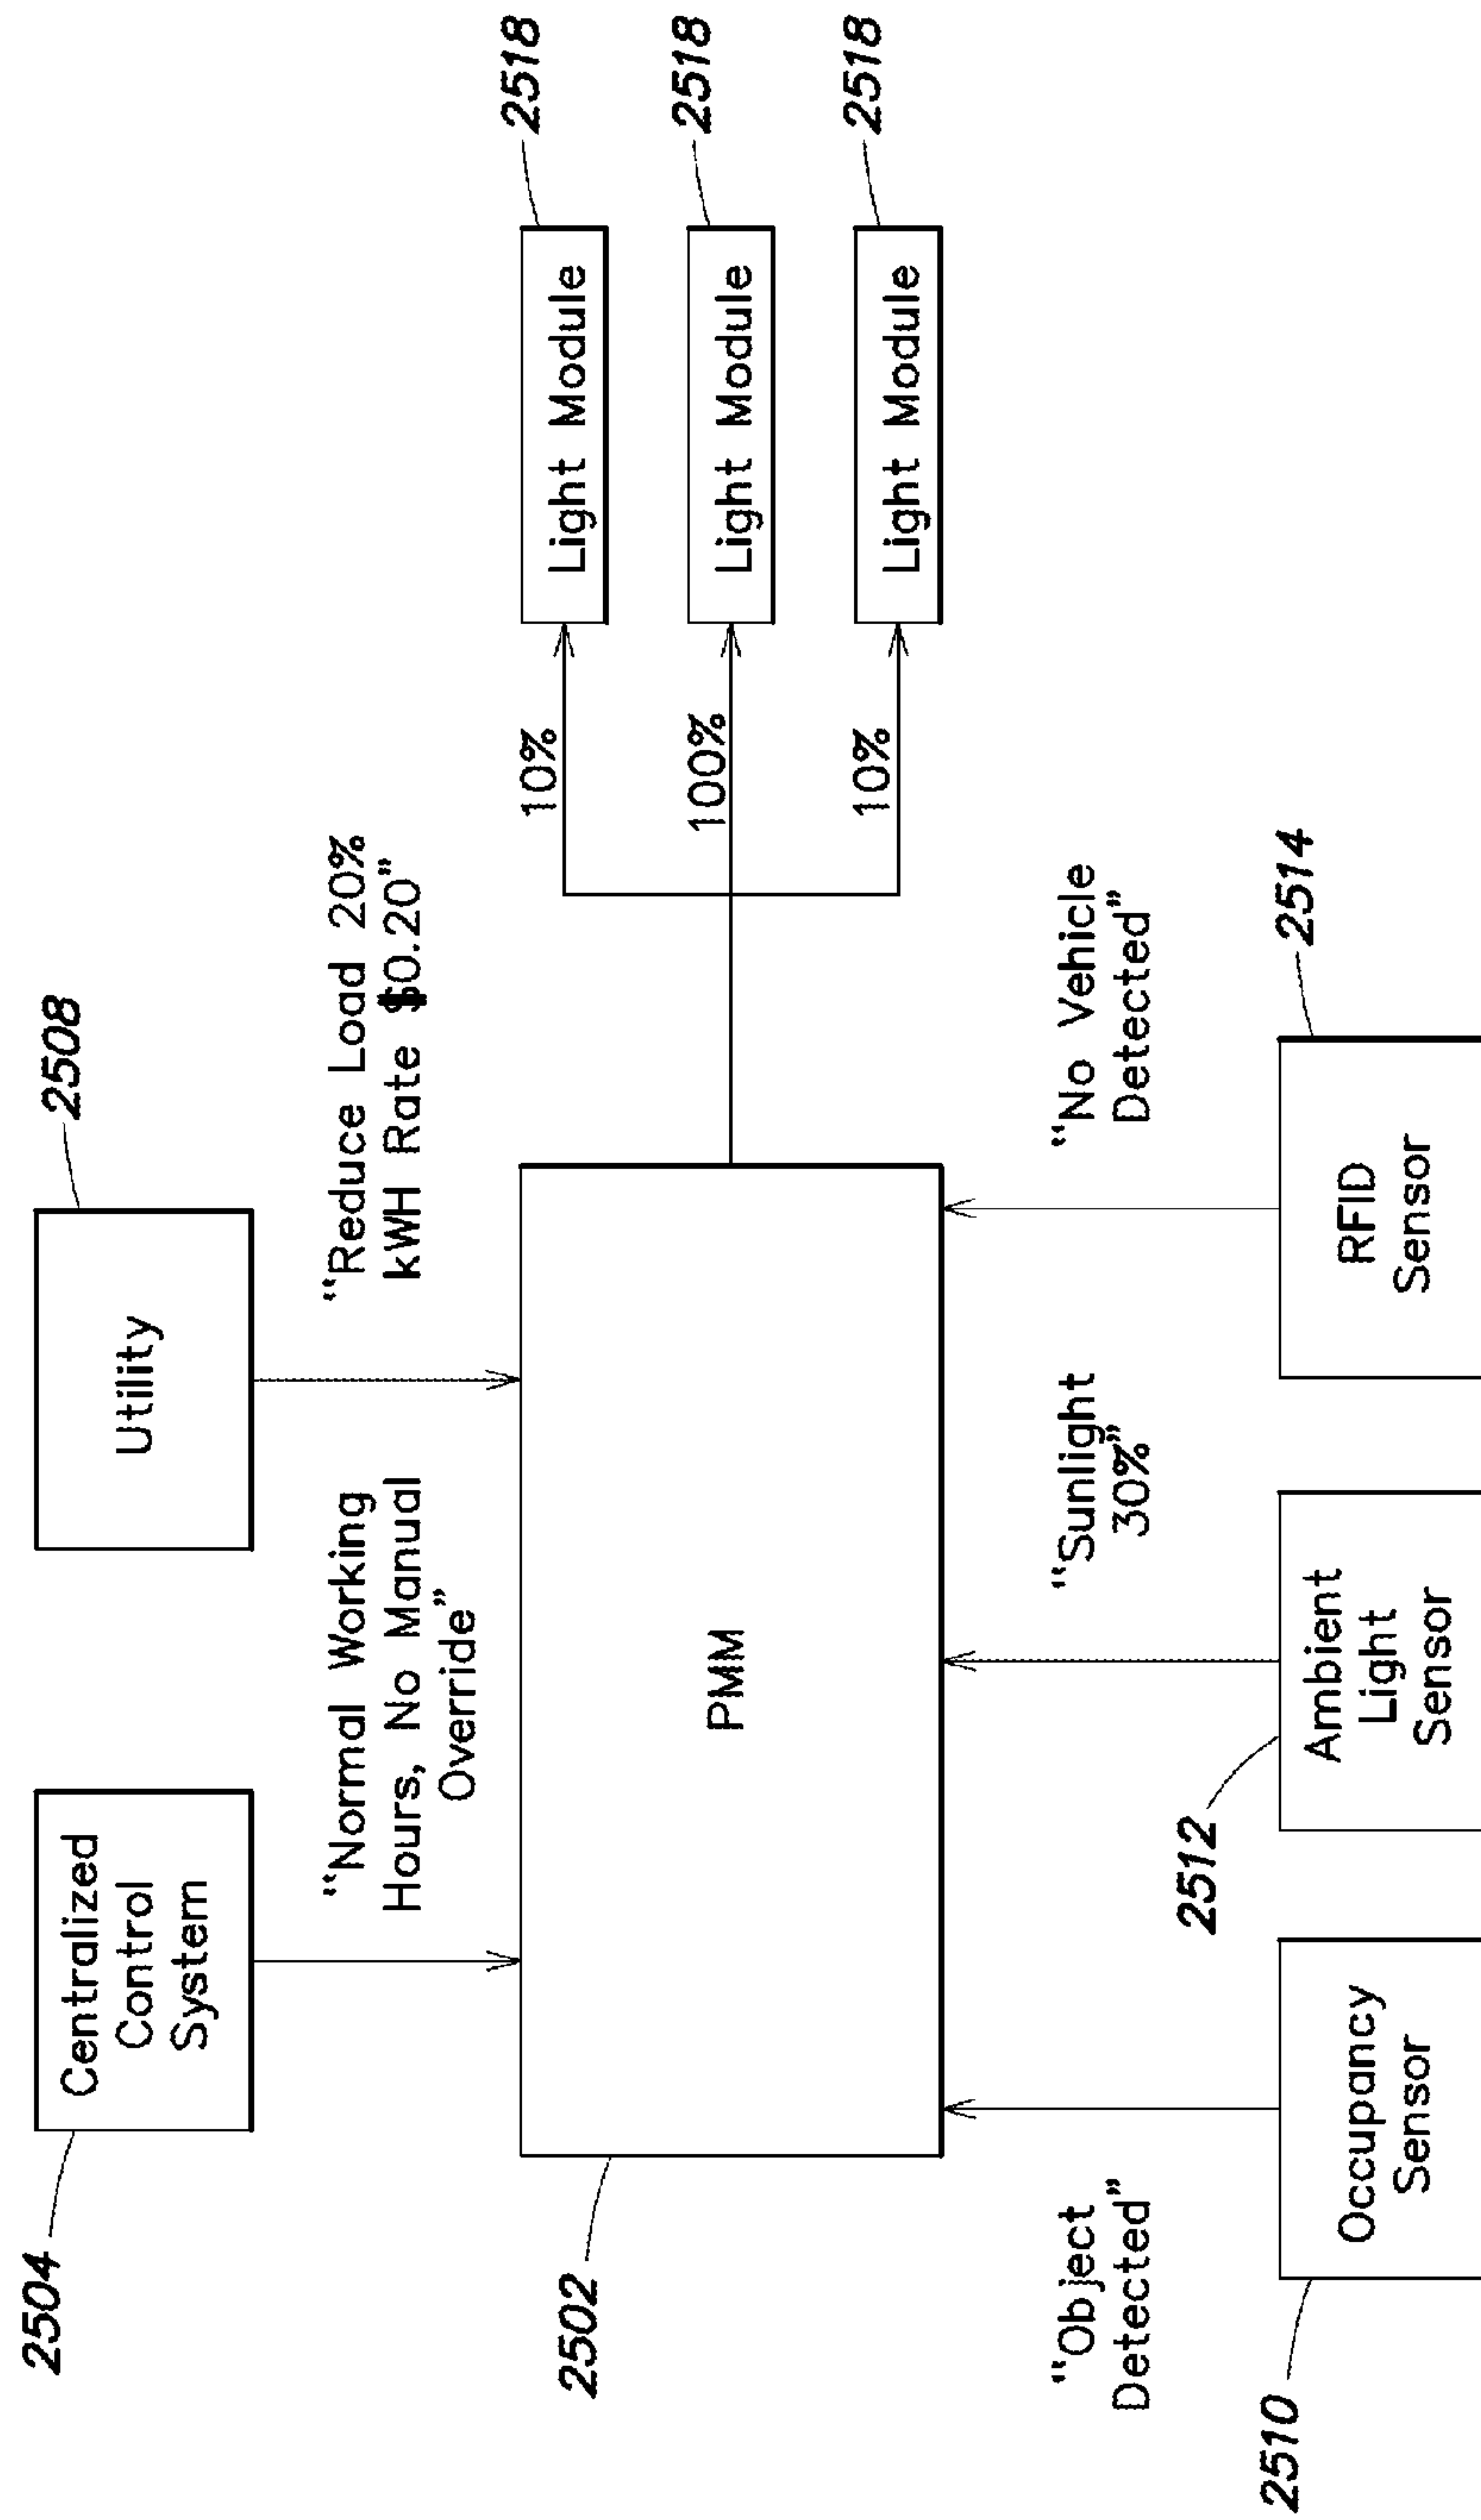 2504
Centralized
Control
System
2508
Utility
"Normal Working
Hours, No Manual
Override"
"Reduce Load 20%
kWH Rate $0.20"
2502
PMM
10%
100%
10%
Light Module
2518
Light Module
2518
Light Module
2518
"Object
Detected"
"Sunlight
30%"
"No Vehicle
Detected"
2510
Occupancy
Sensor
2512
Ambient
Light
Sensor
2514
RFID
Sensor